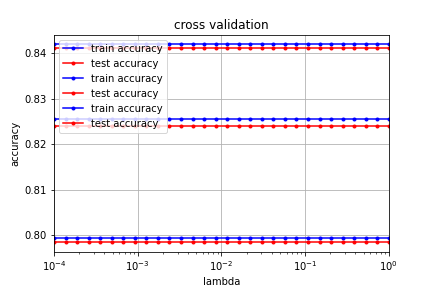 cross validation
train accuracy
test accuracy
train accuracy
test accuracy
train accuracy
test accuracy
accuracy
0.84
0.83
0.82
0.81
0.80
10⁻⁴ 10⁻³ 10⁻² 10⁻¹ 10⁰
lambda